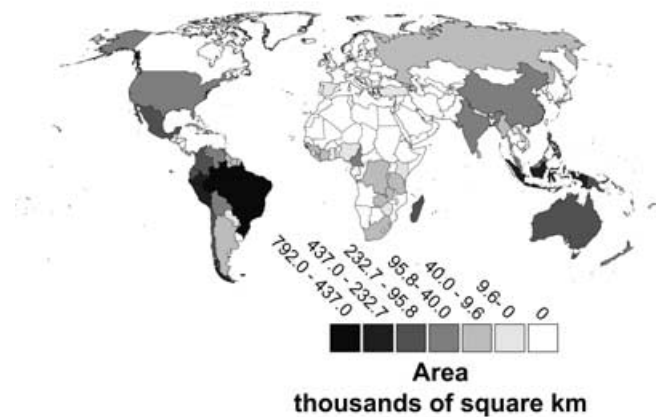 792.0 - 437.0
437.0 - 232.7
232.7 - 95.8
95.8- 40.0
40.0 - 9.6
9.6- 0
0
Area
thousands of square km